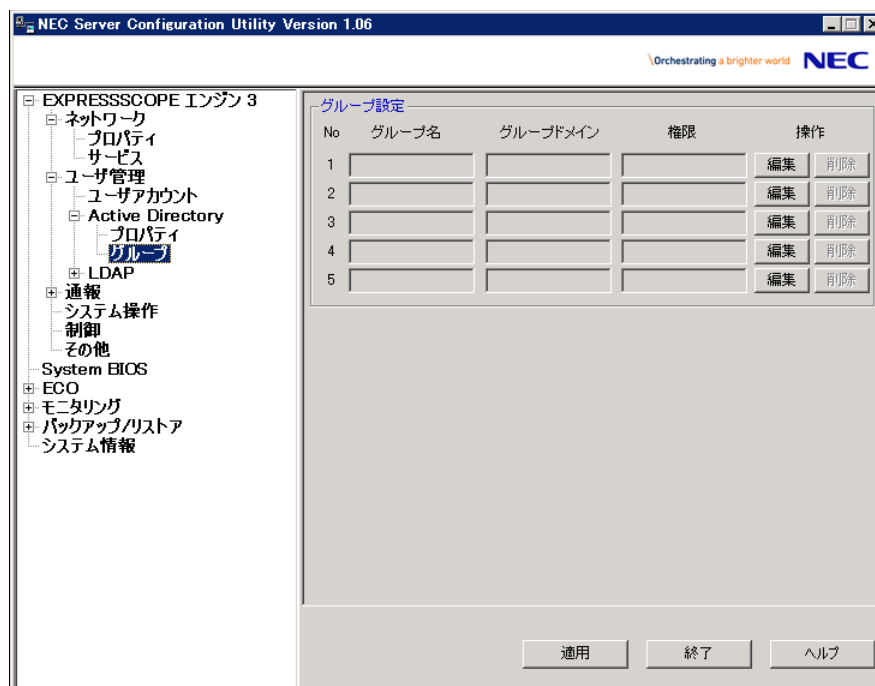 NEC Server Configuration Utility Version 1.06
\Orchestrating a brighter world NEC
EXPRESSSCOPE エンジン 3
ネットワーク
プロパティ
サービス
ユーザ管理
ユーザアカウント
Active Directory
プロパティ
グループ
LDAP
通報
システム操作
制御
その他
System BIOS
ECO
モニタリング
バックアップ/リストア
システム情報
グループ設定
No グループ名 グループドメイン 権限 操作
1 編集 削除
2 編集 削除
3 編集 削除
4 編集 削除
5 編集 削除
適用 終了 ヘルプ